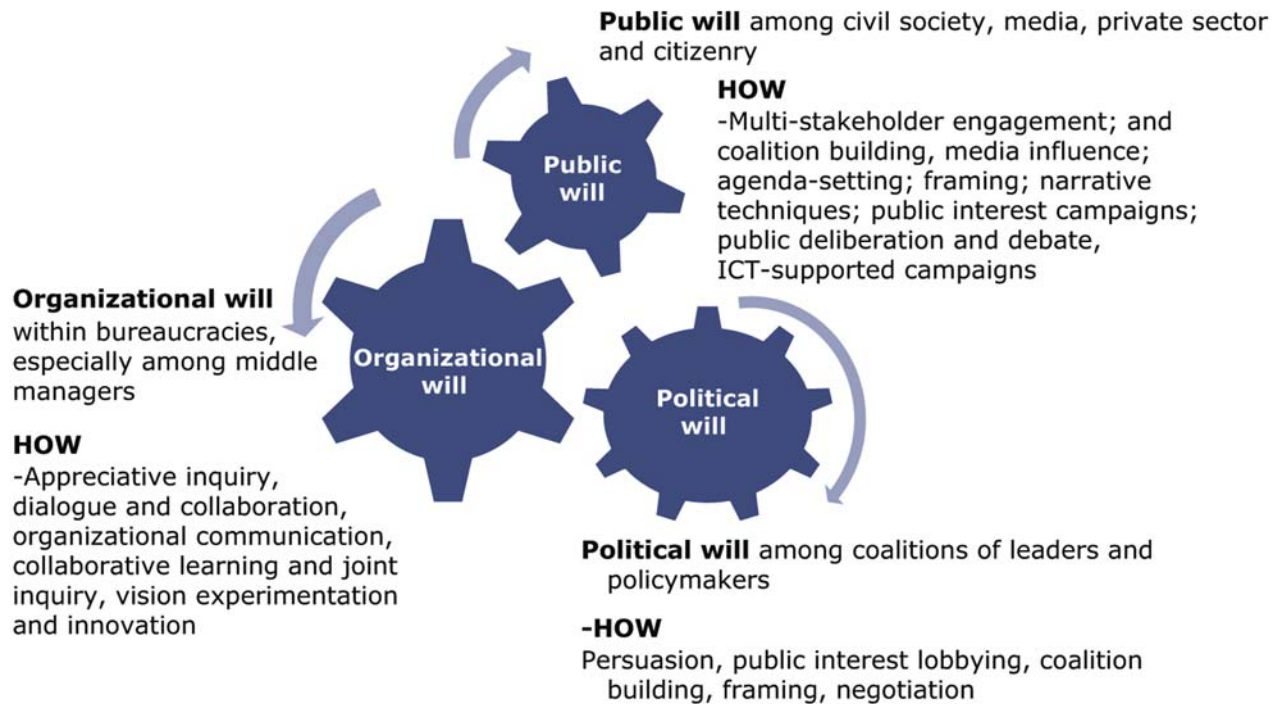 Public will among civil society, media, private sector
and citizenry
HOW
-Multi-stakeholder engagement; and
coalition building, media influence;
agenda-setting; framing; narrative
techniques; public interest campaigns;
public deliberation and debate,
ICT-supported campaigns
Public
will
Organizational will
within bureaucracies,
especially among middle
managers
HOW
-Appreciative inquiry,
dialogue and collaboration,
organizational communication,
collaborative learning and joint
inquiry, vision experimentation
and innovation
Organizational
will
Political
will
Political will among coalitions of leaders and
policymakers
-HOW
Persuasion, public interest lobbying, coalition
building, framing, negotiation